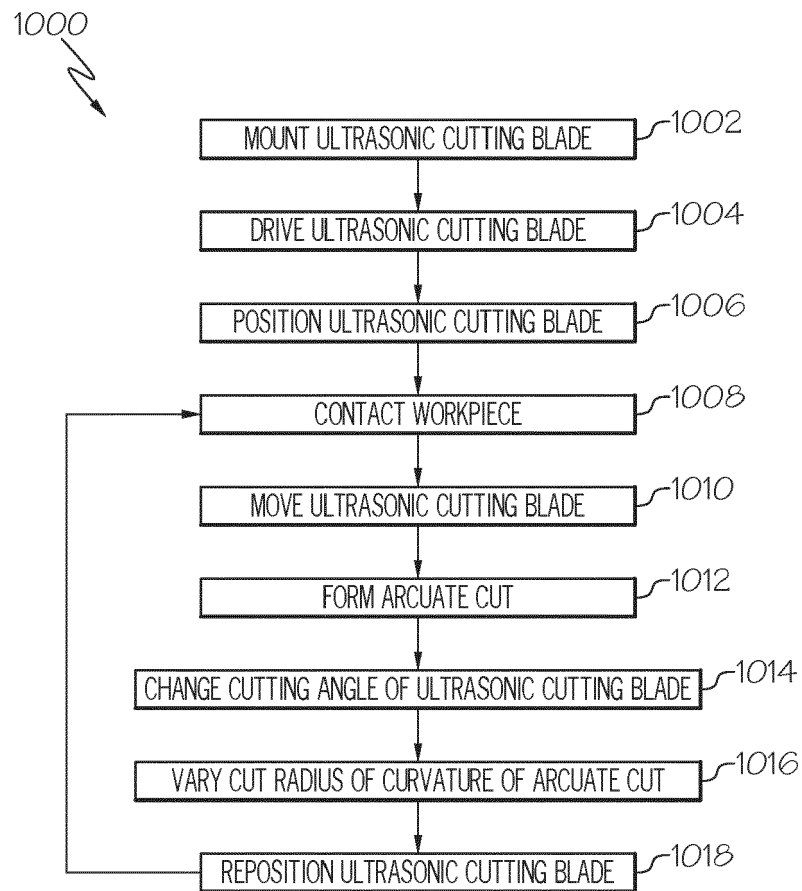 1000
MOUNT ULTRASONIC CUTTING BLADE
1002
DRIVE ULTRASONIC CUTTING BLADE
1004
POSITION ULTRASONIC CUTTING BLADE
1006
CONTACT WORKPIECE
1008
MOVE ULTRASONIC CUTTING BLADE
1010
FORM ARCUATE CUT
1012
CHANGE CUTTING ANGLE OF ULTRASONIC CUTTING BLADE
1014
VARY CUT RADIUS OF CURVATURE OF ARCUATE CUT
1016
REPOSITION ULTRASONIC CUTTING BLADE
1018